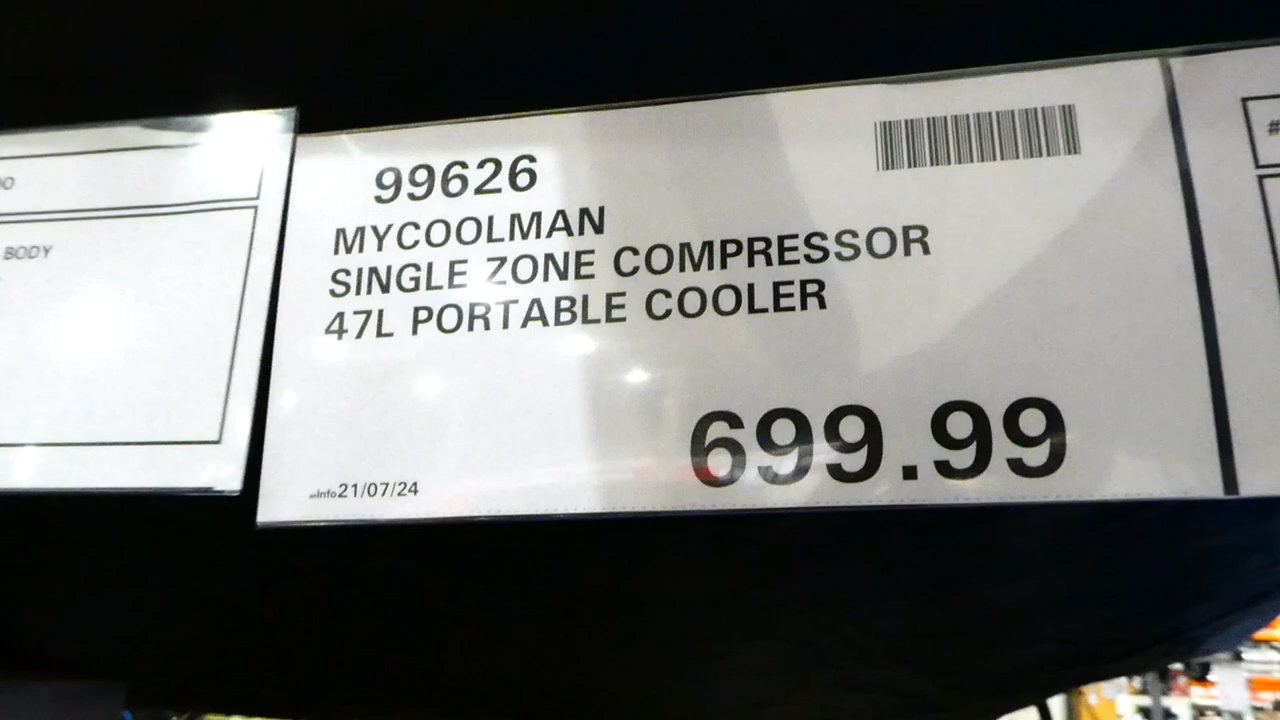 BODY
99626
MYCOOLMAN
SINGLE ZONE COMPRESSOR
47L PORTABLE COOLER
699.99
Info 21/07/24
#